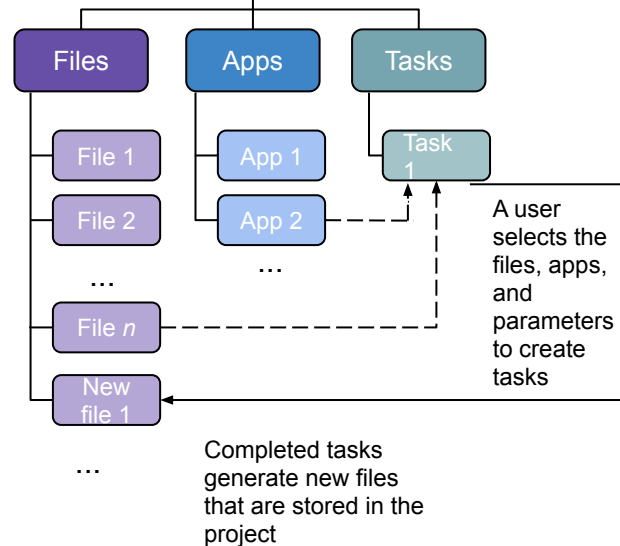 Files
Apps
Tasks
File 1
App 1
Task
1
File 2
App 2
...
...
File n
A user
selects the
files, apps,
and
parameters
to create
tasks
New
file 1
...
Completed tasks
generate new files
that are stored in the
project